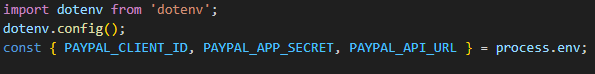 import dotenv from 'dotenv';
dotenv.config();
const { PAYPAL_CLIENT_ID, PAYPAL_APP_SECRET, PAYPAL_API_URL } = process.env;